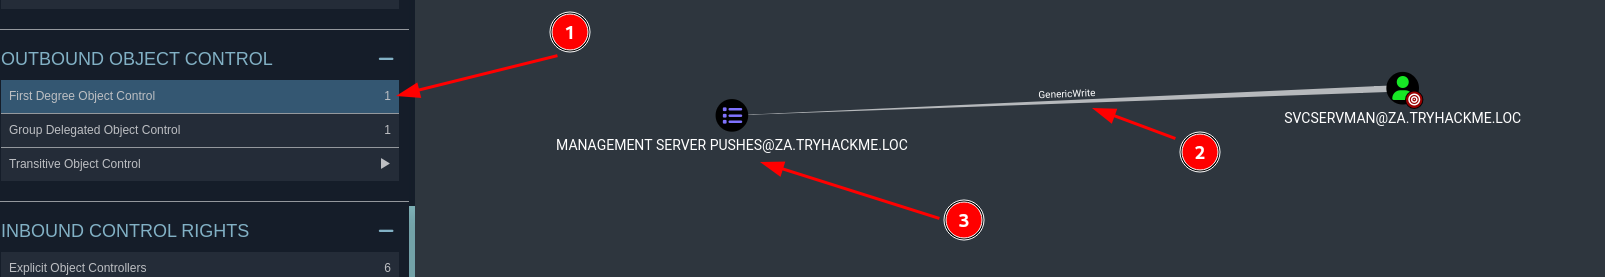 OUTBOUND OBJECT CONTROL
First Degree Object Control 1
Group Delegated Object Control 1
Transitive Object Control
INBOUND CONTROL RIGHTS
Explicit Object Controllers 6
1
GenericWrite
SVCSERVMAN@ZA.TRYHACKME.LOC
MANAGEMENT SERVER PUSHES@ZA.TRYHACKME.LOC
2
3